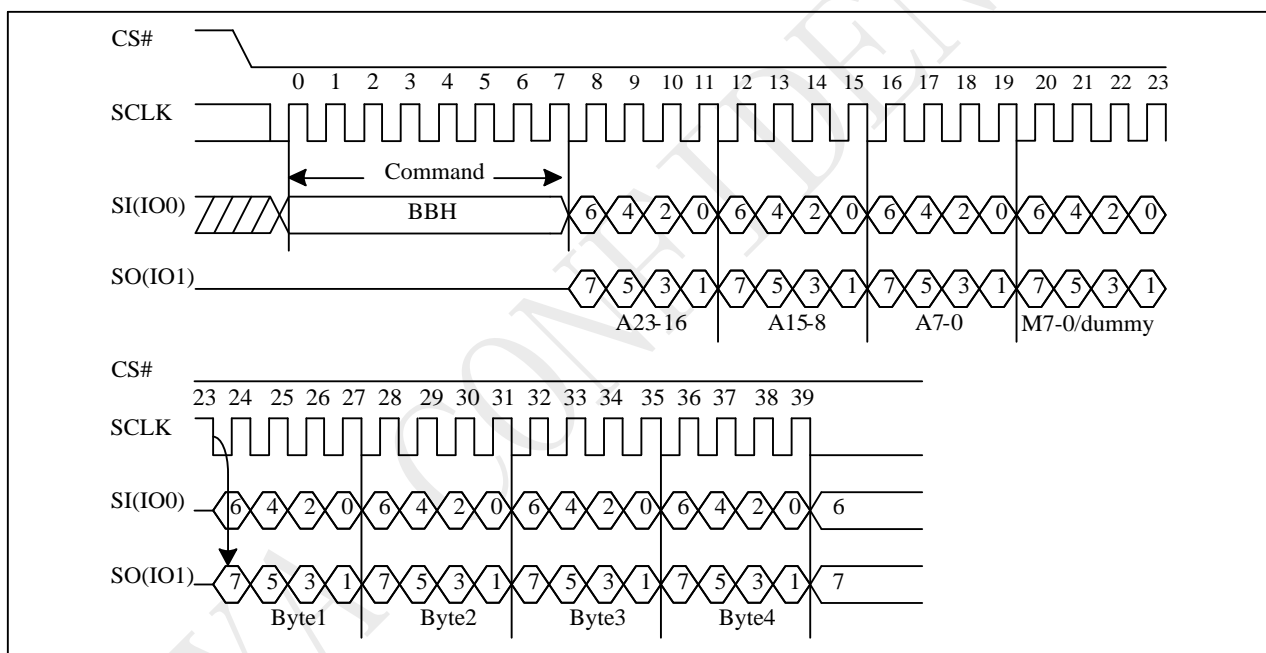 CS#
0 1 2 3 4 5 6 7 8 9 10 11 12 13 14 15 16 17 18 19 20 21 22 23
SCLK
Command
SI(IO0) BBH 6 4 2 0 6 4 2 0 6 4 2 0 6 4 2 0
SO(IO1) 7 5 3 1 7 5 3 1 7 5 3 1 7 5 3 1
A23-16 A15-8 A7-0 M7-0/dummy
CS#
23 24 25 26 27 28 29 30 31 32 33 34 35 36 37 38 39
SCLK
SI(IO0) 6 4 2 0 6 4 2 0 6 4 2 0 6 4 2 0 6
SO(IO1) 7 5 3 1 7 5 3 1 7 5 3 1 7 5 3 1 7
Byte1 Byte2 Byte3 Byte4
VA CONFIDEN